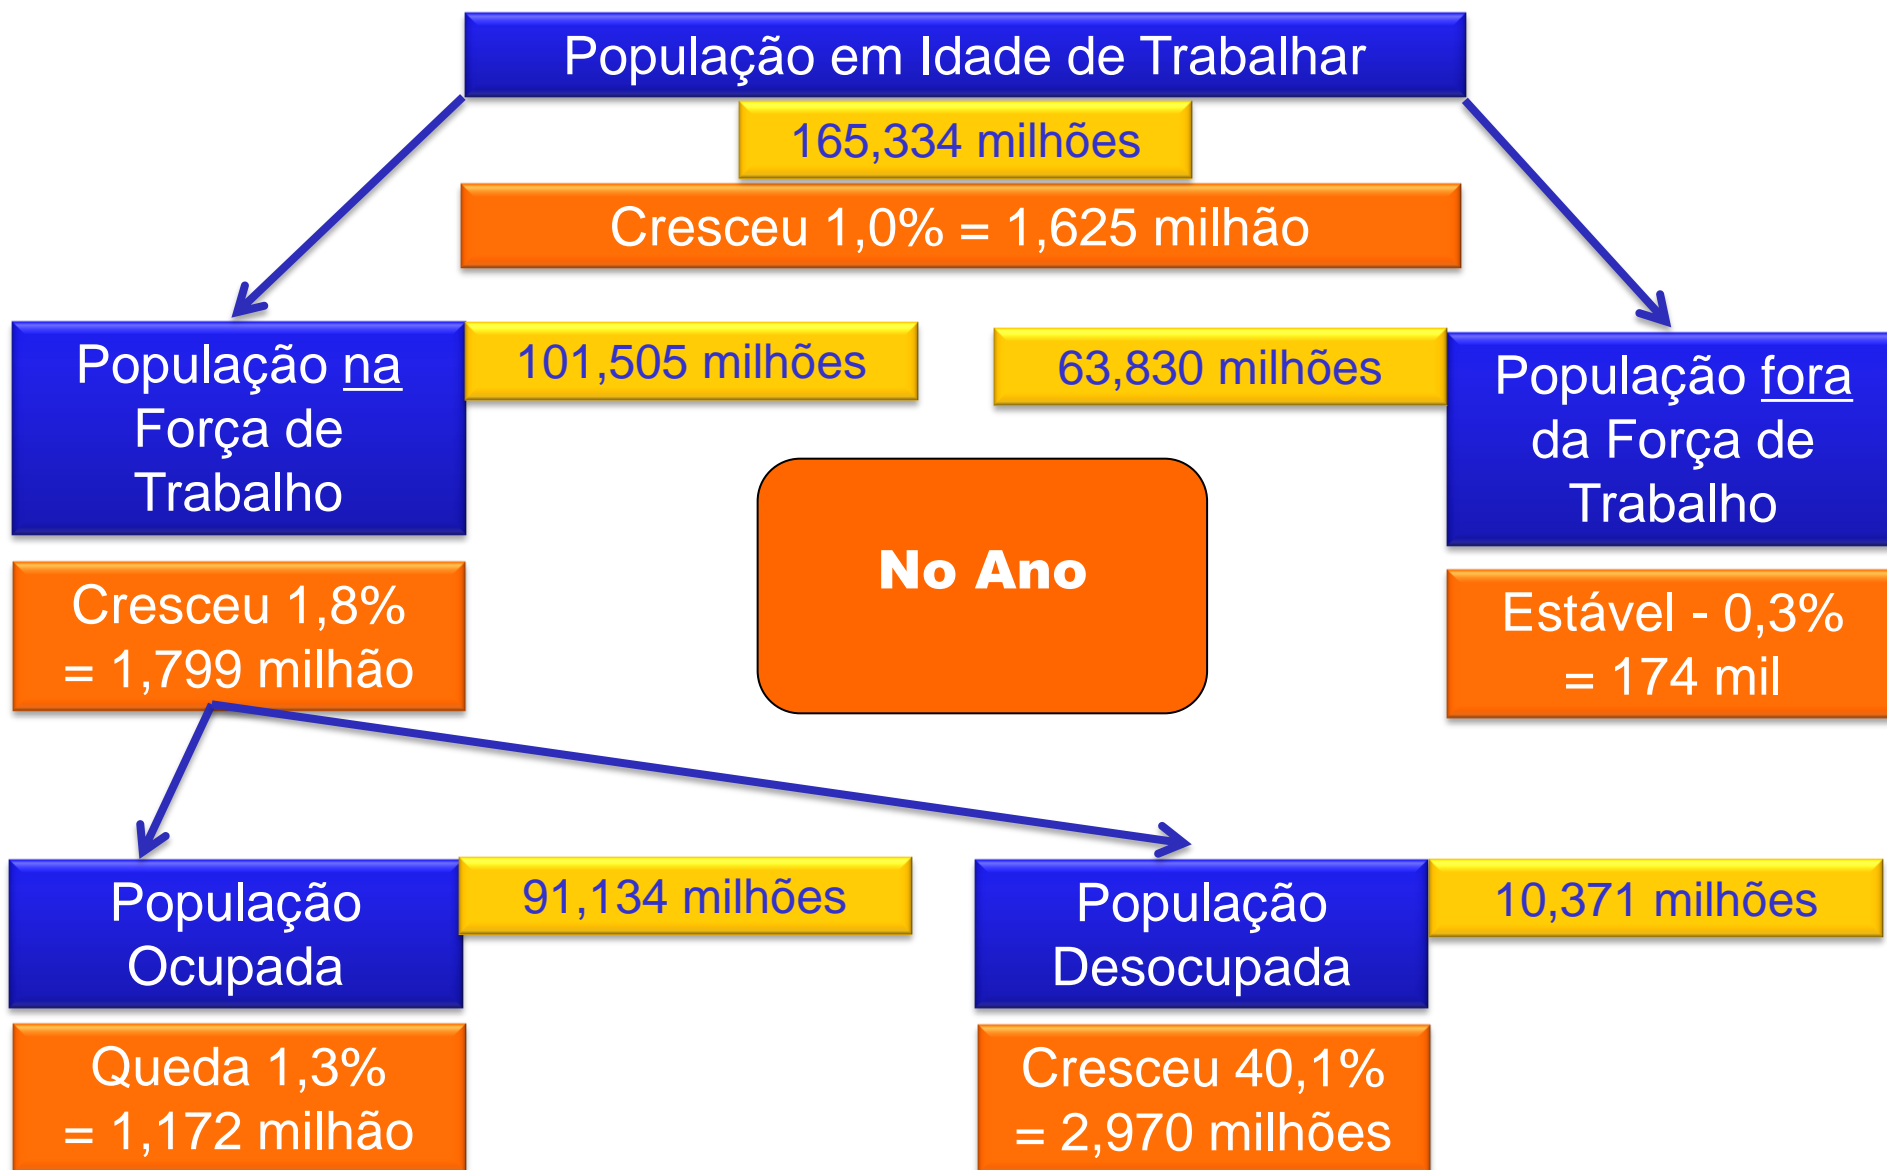 População em Idade de Trabalhar
165,334 milhões
Cresceu 1,0% = 1,625 milhão
População na
Força de
Trabalho
101,505 milhões
63,830 milhões
População fora
da Força de
Trabalho
No Ano
Cresceu 1,8%
= 1,799 milhão
Estável - 0,3%
= 174 mil
População
Ocupada
91,134 milhões
População
Desocupada
10,371 milhões
Queda 1,3%
= 1,172 milhão
Cresceu 40,1%
= 2,970 milhões